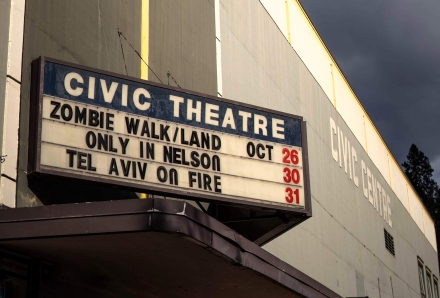 CIVIC THEATRE
ZOMBIE WALK/LAND OCT 26
ONLY IN NELSON 30
TEL AVIV ON FIRE 31
CIVIC CENTRE